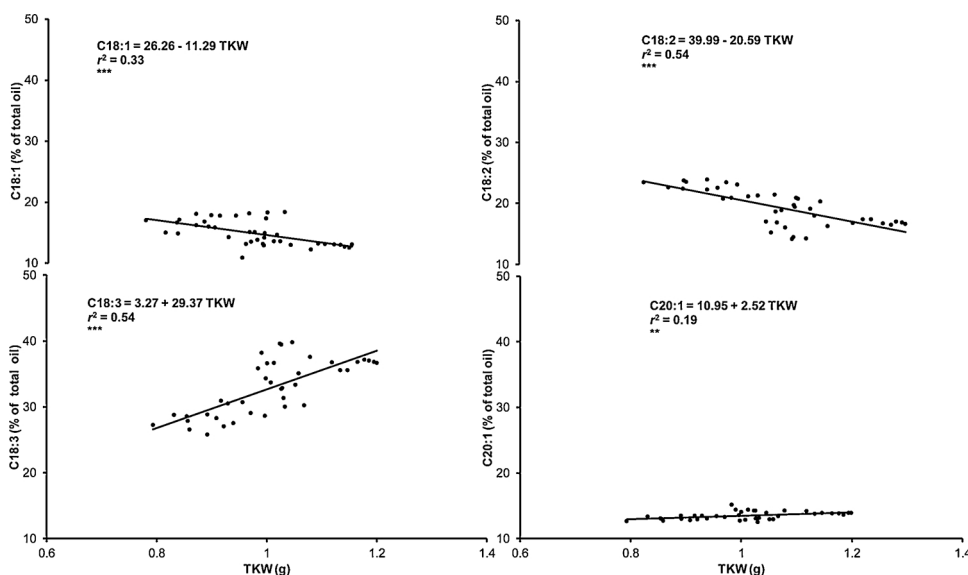 50
40
30
20
10
C18:1 (% of total oil)
C18:1 = 26.26 - 11.29 TKW
r² = 0.33
***
50
40
30
20
10
C18:2 (% of total oil)
C18:2 = 39.99 - 20.59 TKW
r² = 0.54
***
50
40
30
20
10
C18:3 (% of total oil)
C18:3 = 3.27 + 29.37 TKW
r² = 0.54
***
0.6
0.8
1
1.2
1.4
TKW (g)
50
40
30
20
10
C20:1 (% of total oil)
C20:1 = 10.95 + 2.52 TKW
r² = 0.19
**
0.6
0.8
1
1.2
1.4
TKW (g)